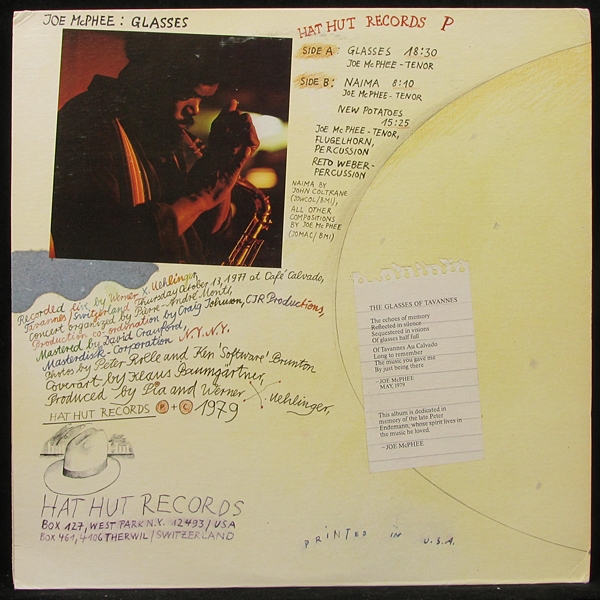 JOE McPHEE: GLASSES
HAT HUT RECORDS P
SIDE A: GLASSES 18:30
JOE McPHEE - TENOR
SIDE B: NAIMA 8:10
JOE McPHEE - TENOR
NEW POTATOES
15:25
JOE McPHEE - TENOR,
FLUGELHORN,
PERCUSSION
RETO WEBER -
PERCUSSION
NAIMA BY
JOHN COLTRANE
(JOWCOL/BMI),
ALL OTHER
COMPOSITIONS
BY JOE McPHEE
(JOMAC/BMI)
Recorded live by Werner X. Uehlinger,
Tavannes/Switzerland, Thursday October 13, 1977 at Café Calvado,
Concert organized by Pierre-André Monti,
Production co-ordination by Craig Johnson, CJR Productions,
Mastered by David Crawford,
Masterdisk-Corporation N.Y. N.Y.
Photos by Peter Rolle and Ken 'Software' Brunton
Coverart by Klaus Baumgärtner,
Produced by Pia and Werner X. Uehlinger,
HAT HUT RECORDS Ⓟ + Ⓒ 1979
HAT HUT RECORDS
BOX 127, WEST PARK N.Y. 12493/USA
BOX 461, 4106 THERWIL/SWITZERLAND
THE GLASSES OF TAVANNES
The echoes of memory
Reflected in silence
Sequestered in visions
Of glasses half full
Of Tavannes Au Calvado
Long to remember
The music you gave me
By just being there
—JOE McPHEE
MAY, 1979
This album is dedicated in
memory of the late Peter
Endemann, whose spirit lives in
the music he loved.
—JOE McPHEE
PRINTED IN U.S.A.